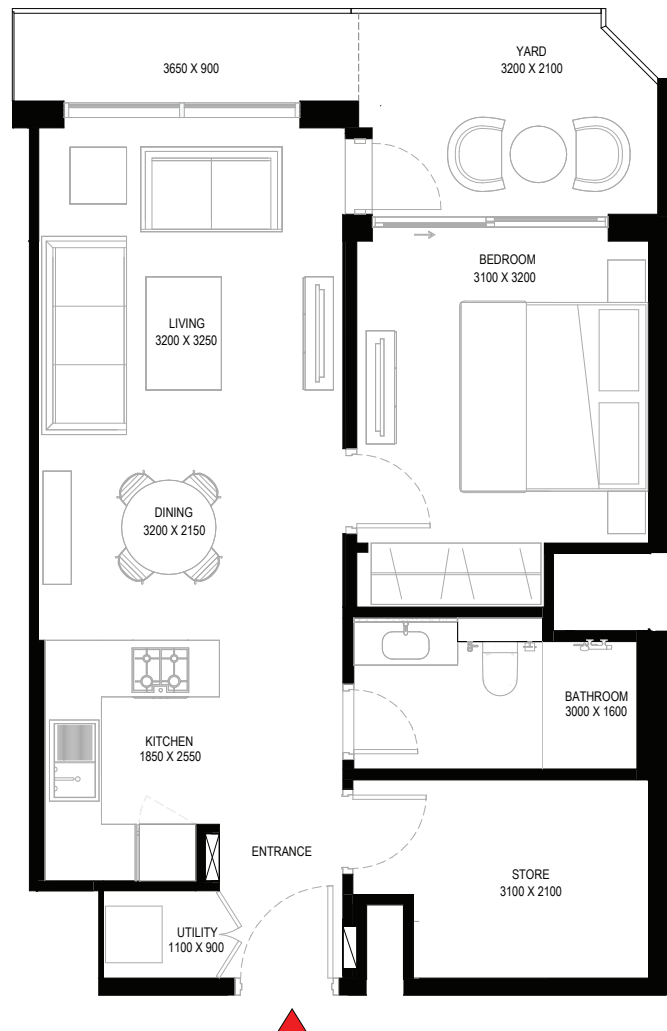 3650 X 900
YARD
3200 X 2100
BEDROOM
3100 X 3200
LIVING
3200 X 3250
DINING
3200 X 2150
BATHROOM
3000 X 1600
KITCHEN
1850 X 2550
ENTRANCE
STORE
3100 X 2100
UTILITY
1100 X 900